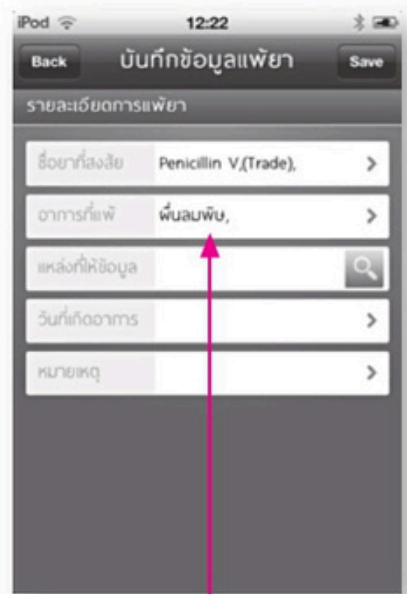 iPod 12:22
Back บันทึกข้อมูลแพ้ยา Save
รายละเอียดการแพ้ยา
ชื่อยาที่สงสัย Penicillin V,(Trade),
อาการที่แพ้ ผื่นลมพิษ,
แหล่งที่ให้ข้อมูล
วันที่เกิดอาการ
หมายเหตุ